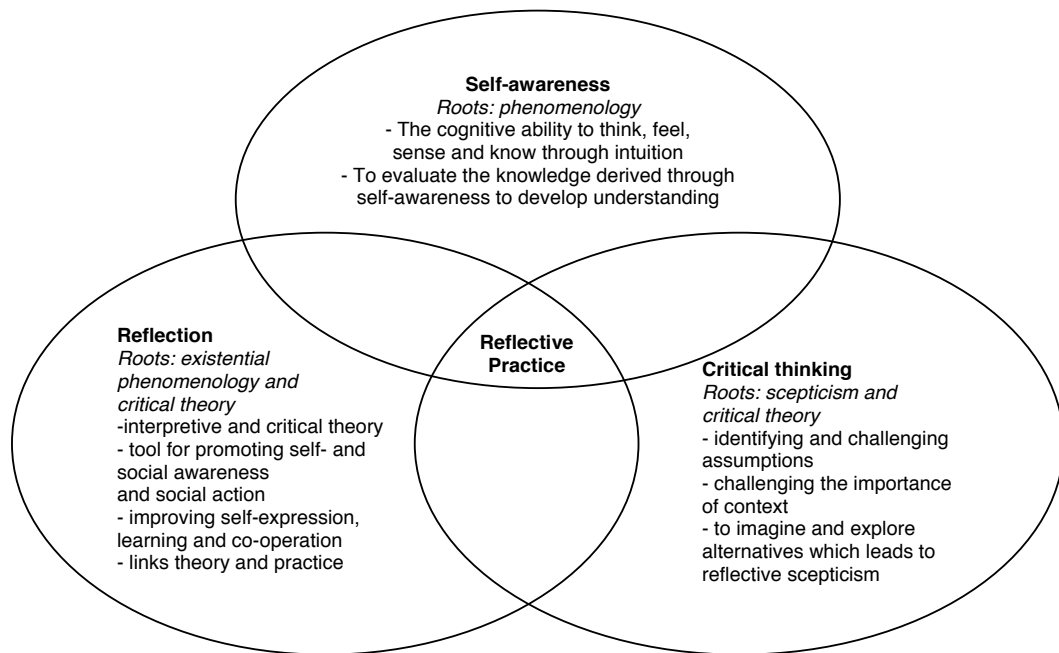 Self-awareness
Roots: phenomenology
- The cognitive ability to think, feel,
sense and know through intuition
- To evaluate the knowledge derived through
self-awareness to develop understanding
Reflection
Roots: existential
phenomenology and
critical theory
-interpretive and critical theory
- tool for promoting self- and
social awareness
and social action
- improving self-expression,
learning and co-operation
- links theory and practice
Reflective
Practice
Critical thinking
Roots: scepticism and
critical theory
- identifying and challenging
assumptions
- challenging the importance
of context
- to imagine and explore
alternatives which leads to
reflective scepticism